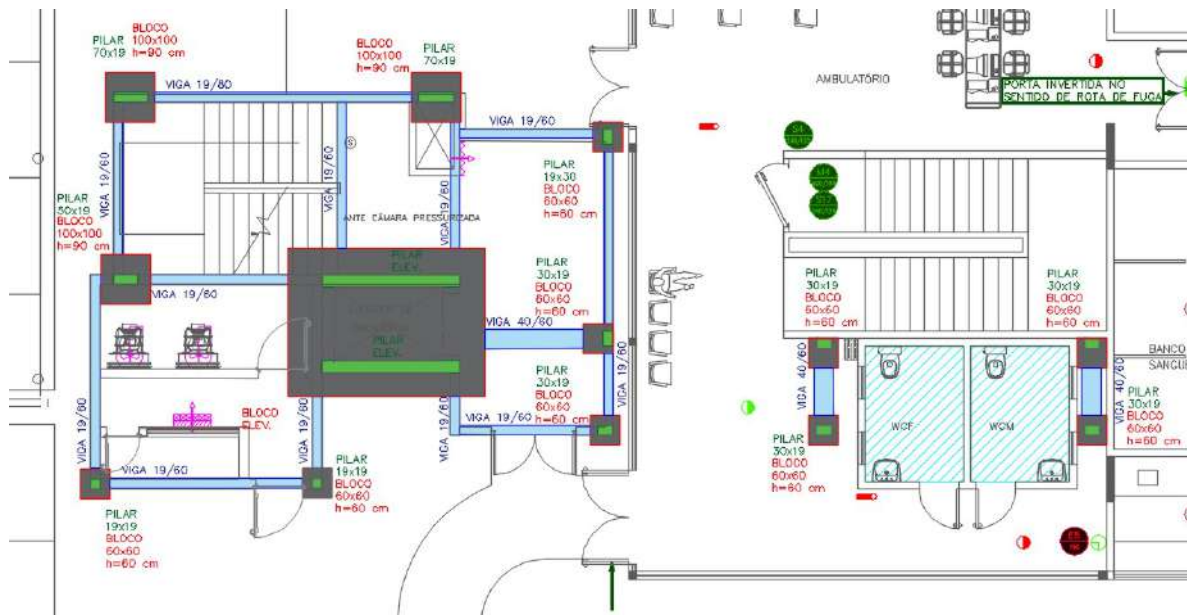 BLOCO
PILAR 100x100
70x19 h=90 cm
BLOCO
100x100
h=90 cm
PILAR
70x19
VIGA 19/80
VIGA 19/60
VIGA 19/60
VIGA 19/60
VIGA 19/60
AMBULATÓRIO
PORTA INVERTIDA NO
SENTIDO DE ROTA DE FUGA
PILAR
19x30
BLOCO
60x60
h=60 cm
PILAR
50x19
BLOCO
100x100
h=90 cm
ANTE CÂMARA PRESSURIZADA
PILAR
ELEV.
PILAR
ELEV.
VIGA 19/60
PILAR
30x19
BLOCO
60x60
h=60 cm
VIGA 40/60
PILAR
30x19
BLOCO
60x60
h=60 cm
PILAR
30x19
BLOCO
60x60
h=60 cm
PILAR
30x19
BLOCO
60x60
h=60 cm
VIGA 19/60
VIGA 40/60
VIGA 40/60
BANCO
SANGUE
PILAR
30x19
BLOCO
60x60
h=60 cm
BLOCO
ELEV.
VIGA 19/60
VIGA 19/60
VIGA 19/60
VIGA 19/60
VIGA 19/60
WCF
WCM
PILAR
19x19
BLOCO
60x60
h=60 cm
PILAR
30x19
BLOCO
60x60
h=60 cm
PILAR
19x19
BLOCO
60x60
h=60 cm